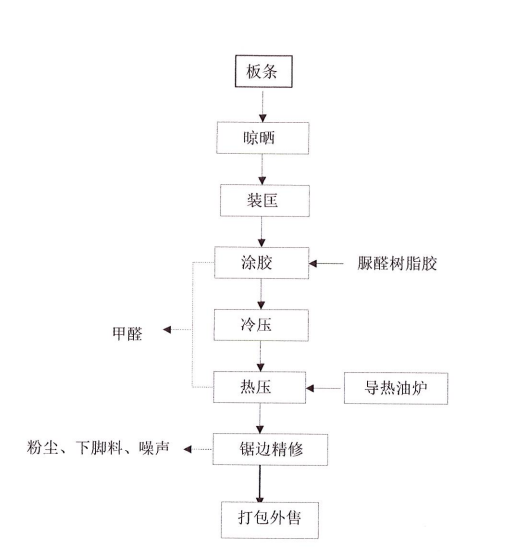 板条
晾晒
装匡
涂胶
脲醛树脂胶
冷压
甲醛
热压
导热油炉
粉尘、下脚料、噪声
锯边精修
打包外售